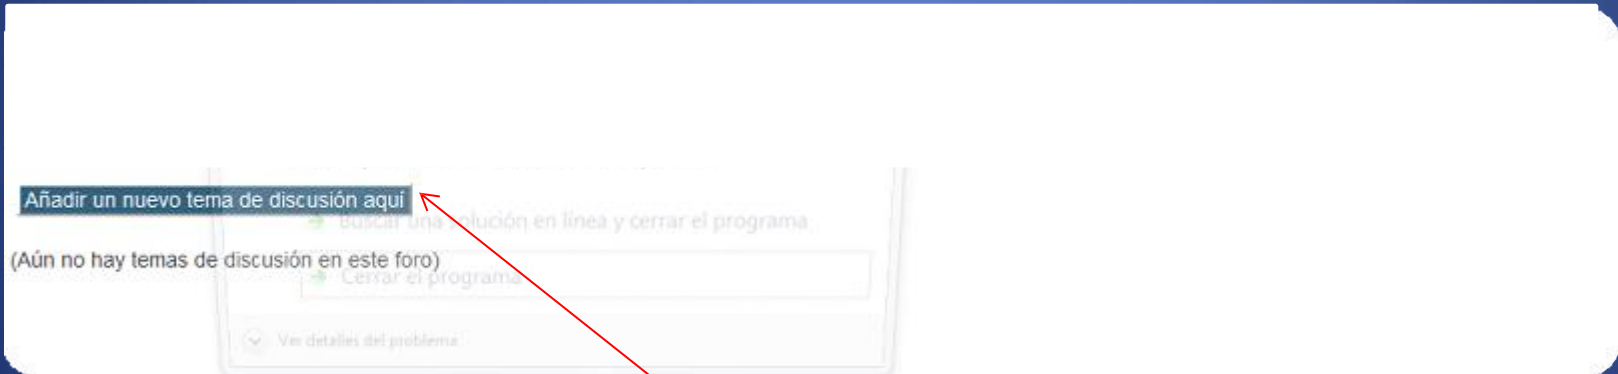 Añadir un nuevo tema de discusión aquí
Buscar una solución en línea y cerrar el programa
(Aún no hay temas de discusión en este foro)
Cerrar el programa
Ver detalles del problema